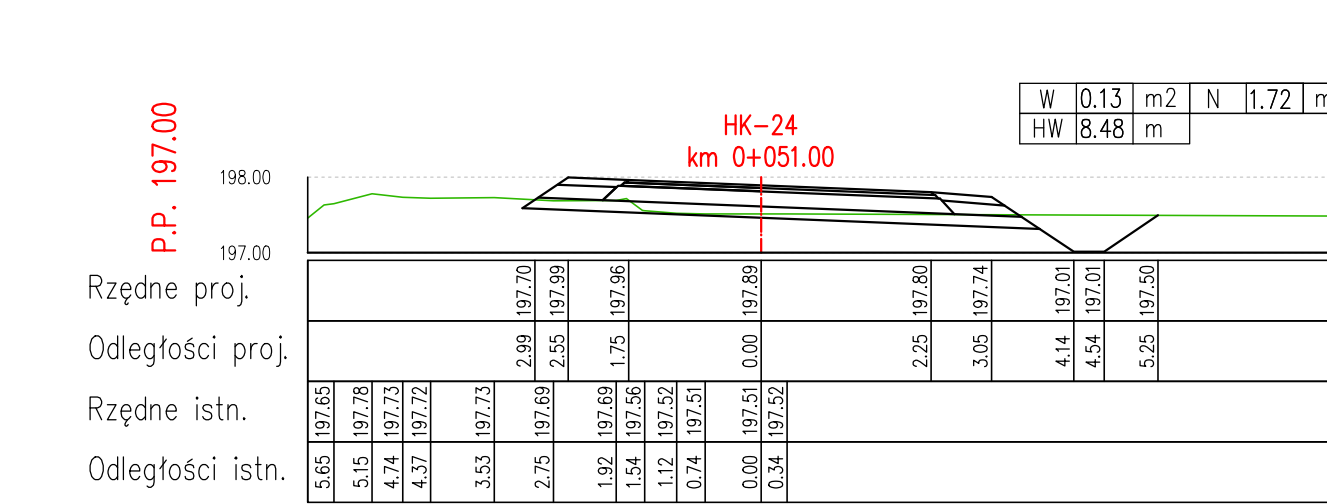 W 0.13 m2 N 1.72 m
HW 8.48 m
HK-24
km 0+051.00
P.P. 197.00
198.00
197.00
Rzędne proj. 197.70 197.99 197.96 197.89 197.80 197.74 197.01 197.01 197.50
Odległości proj. 2.99 2.55 1.75 0.00 2.25 3.05 4.14 4.54 5.25
Rzędne istn. 197.65 197.78 197.73 197.72 197.73 197.69 197.69 197.56 197.52 197.51 197.51 197.52
Odległości istn. 5.65 5.15 4.74 4.37 3.53 2.75 1.92 1.54 1.12 0.74 0.00 0.34